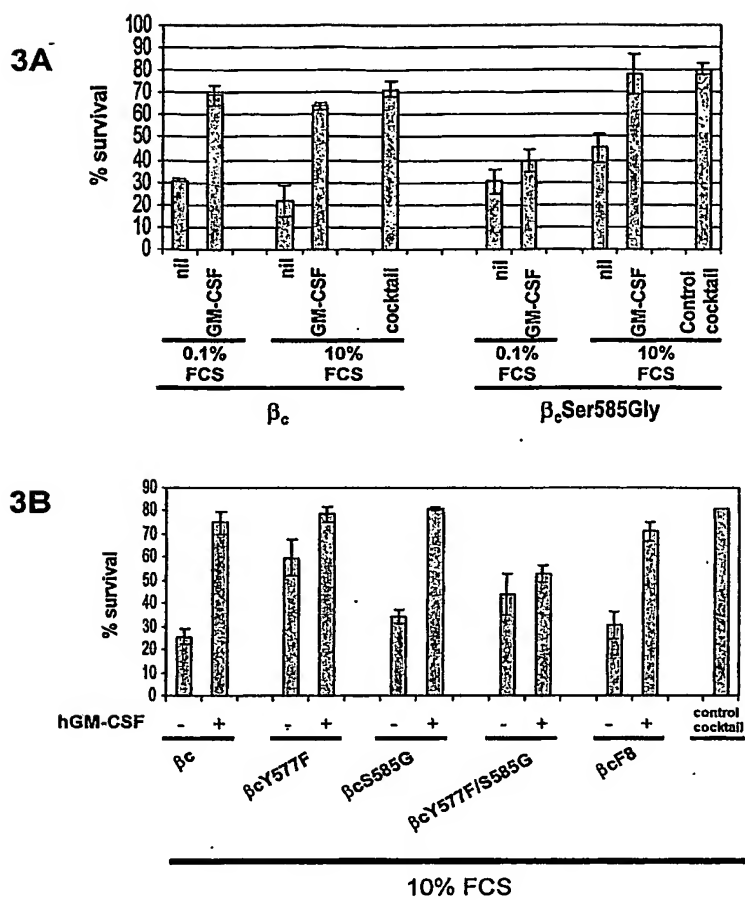 3A
100
90
80
70
60
50
40
30
20
10
0
% survival
nil
GM-CSF
nil
GM-CSF
cocktail
nil
GM-CSF
nil
GM-CSF
Control
cocktail
0.1%
FCS
10%
FCS
0.1%
FCS
10%
FCS
βc
βcSer585Gly
3B
90
80
70
60
50
40
30
20
10
0
% survival
hGM-CSF - + - + - + - + - + control
cocktail
βc
βcY577F
βcS585G
βcY577F/S585G
βcF8
10% FCS